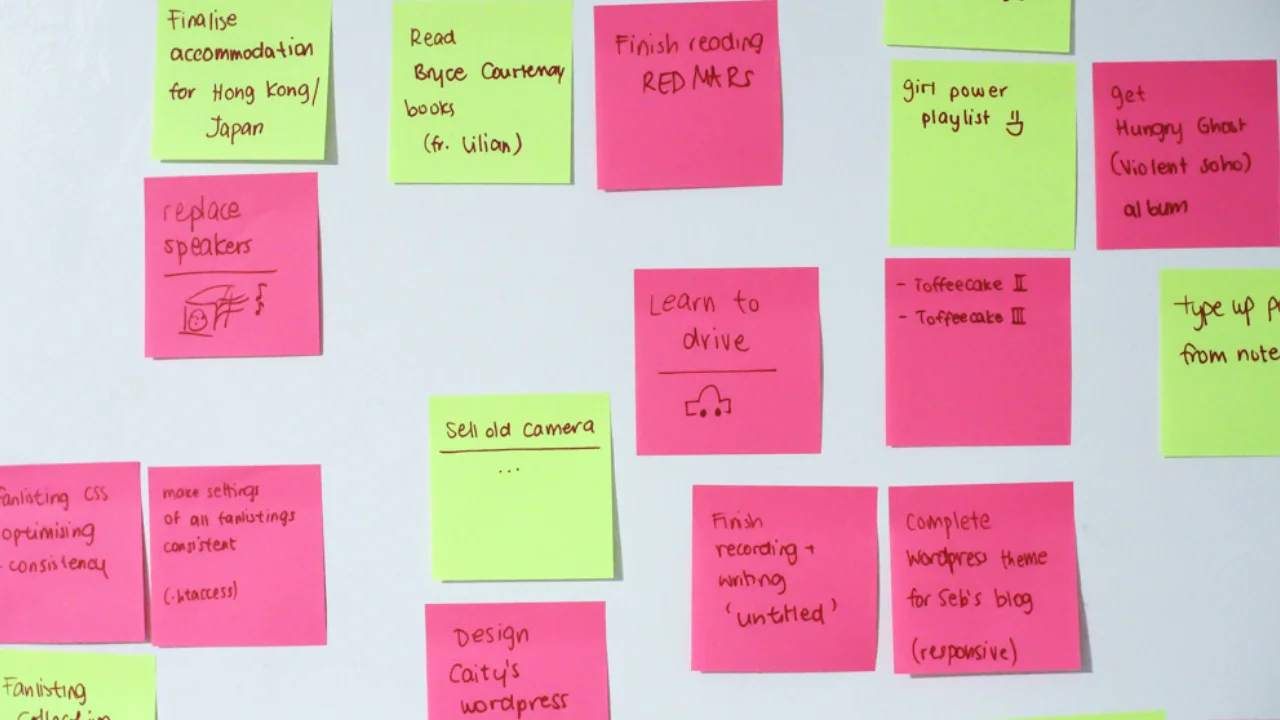 Finalise
accommodation
for Hong Kong/
Japan
Read
Bryce Courtenay
books
(fr. Lilian)
Finish reading
RED MARS
girl power
playlist
get
Hungry Ghost
(Violent Soho)
album
replace
speakers
Learn to
drive
- Toffeecake II
- Toffeecake III
type up
from note
Sell old camera
...
fanlisting CSS
optimising
- consistency
make settings
of all fanlistings
consistent
(.htaccess)
Finish
recording +
writing
'untitled'
Complete
Wordpress theme
for Seb's blog
(responsive)
Design
Caity's
wordpress
Fanlisting